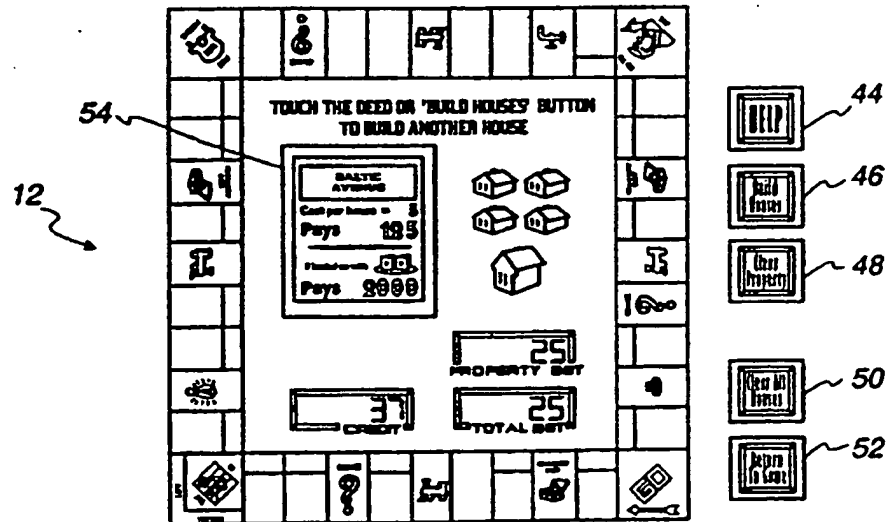 TOUCH THE DEED OR 'BUILD HOUSES' BUTTON
TO BUILD ANOTHER HOUSE
54
12
BALTIC
AVENUE
Cost per house = 5
Pays 125
Pays 2000
25
PROPERTY BET
37
CREDIT
25
TOTAL BET
GO
HELP
44
Build
Houses
46
Clear
Property
48
Clear All
Houses
50
Return
To Game
52